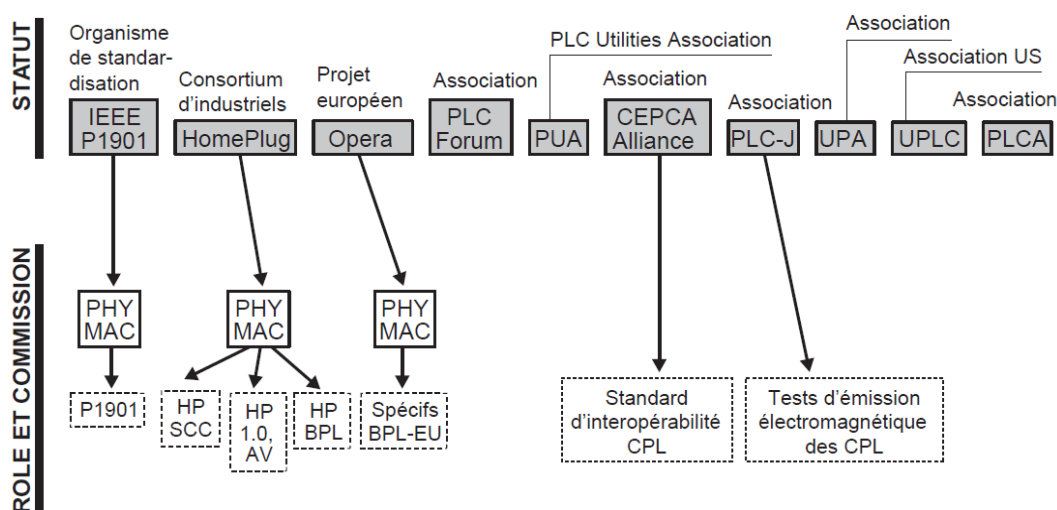 STATUT
Organisme
de standar-
disation
IEEE
P1901
Consortium
d'industriels
HomePlug
Projet
européen
Opera
Association
PLC
Forum
PLC Utilities Association
PUA
Association
CEPCA
Alliance
Association
PLC-J
Association
UPA
Association US
UPLC
Association
PLCA
ROLE ET COMMISSION
PHY
MAC
PHY
MAC
PHY
MAC
P1901
HP
SCC
HP
1.0,
AV
HP
BPL
Spécifs
BPL-EU
Standard
d'interopérabilité
CPL
Tests d'émission
électromagnétique
des CPL